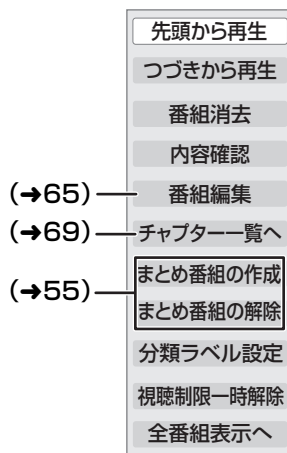 先頭から再生
つづきから再生
番組消去
内容確認
(➜65) 番組編集
(➜69) チャプター一覧へ
(➜55) まとめ番組の作成
まとめ番組の解除
分類ラベル設定
視聴制限一時解除
全番組表示へ